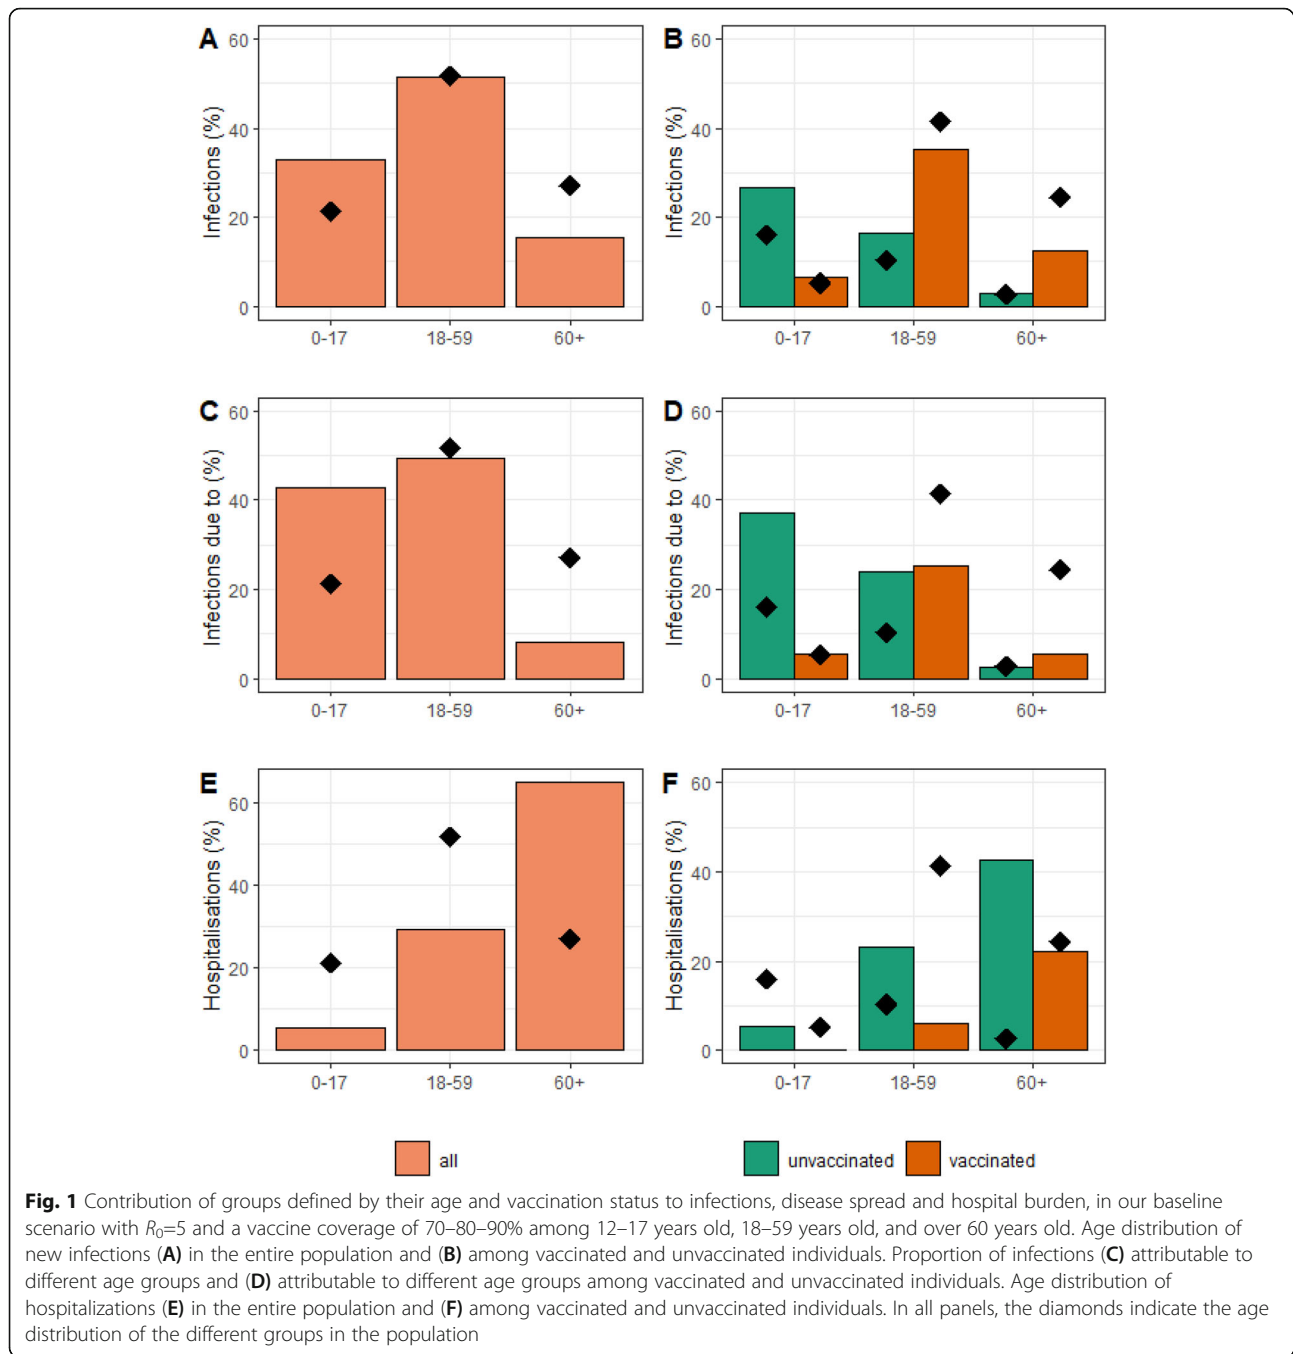 A
60
40
20
0
Infections (%)
0-17
18-59
60+
B
60
40
20
0
Infections (%)
0-17
18-59
60+
C
60
40
20
0
Infections due to (%)
0-17
18-59
60+
D
60
40
20
0
Infections due to (%)
0-17
18-59
60+
E
60
40
20
0
Hospitalisations (%)
0-17
18-59
60+
F
60
40
20
0
Hospitalisations (%)
0-17
18-59
60+
all
unvaccinated
vaccinated
Fig. 1 Contribution of groups defined by their age and vaccination status to infections, disease spread and hospital burden, in our baseline
scenario with R₀=5 and a vaccine coverage of 70–80–90% among 12–17 years old, 18–59 years old, and over 60 years old. Age distribution of
new infections (A) in the entire population and (B) among vaccinated and unvaccinated individuals. Proportion of infections (C) attributable to
different age groups and (D) attributable to different age groups among vaccinated and unvaccinated individuals. Age distribution of
hospitalizations (E) in the entire population and (F) among vaccinated and unvaccinated individuals. In all panels, the diamonds indicate the age
distribution of the different groups in the population